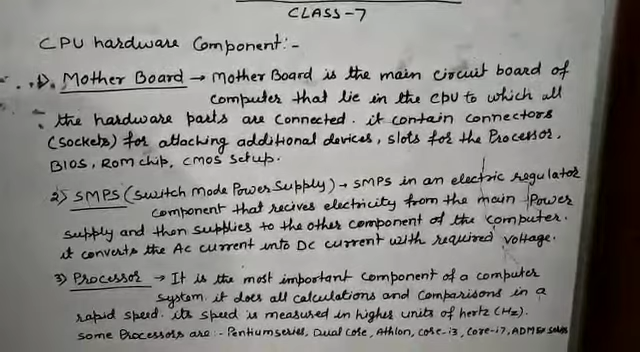 CLASS-7
CPU hardware Component:-
1). Mother Board → Mother Board is the main circuit board of
computer that lie in the cpu to which all
the hardware parts are connected. it contain connectors
(sockets) for attaching additional devices, slots for the Processor,
BIOS, Rom chip, CMOS setup.
2) SMPS (Switch Mode Power Supply) → SMPS in an electric regulator
component that recives electricity from the main Power
supply and then supplies to the other component of the computer.
it converts the Ac current into DC current with required voltage.
3) Processor → It is the most important component of a computer
system. it does all calculations and comparisons in a
rapid speed. its speed is measured in highes units of hertz (Hz).
some Processors are :- Pentium series, Dual core, Athlon, core-i3, Core-i7, ADM